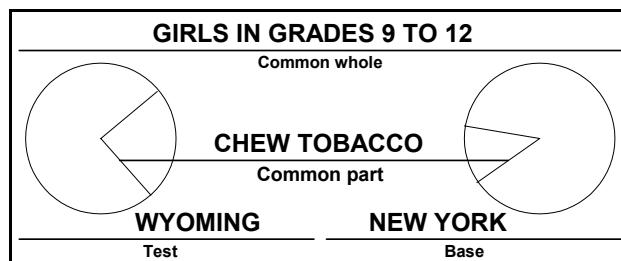 GIRLS IN GRADES 9 TO 12
Common whole
CHEW TOBACCO
Common part
WYOMING NEW YORK
Test Base